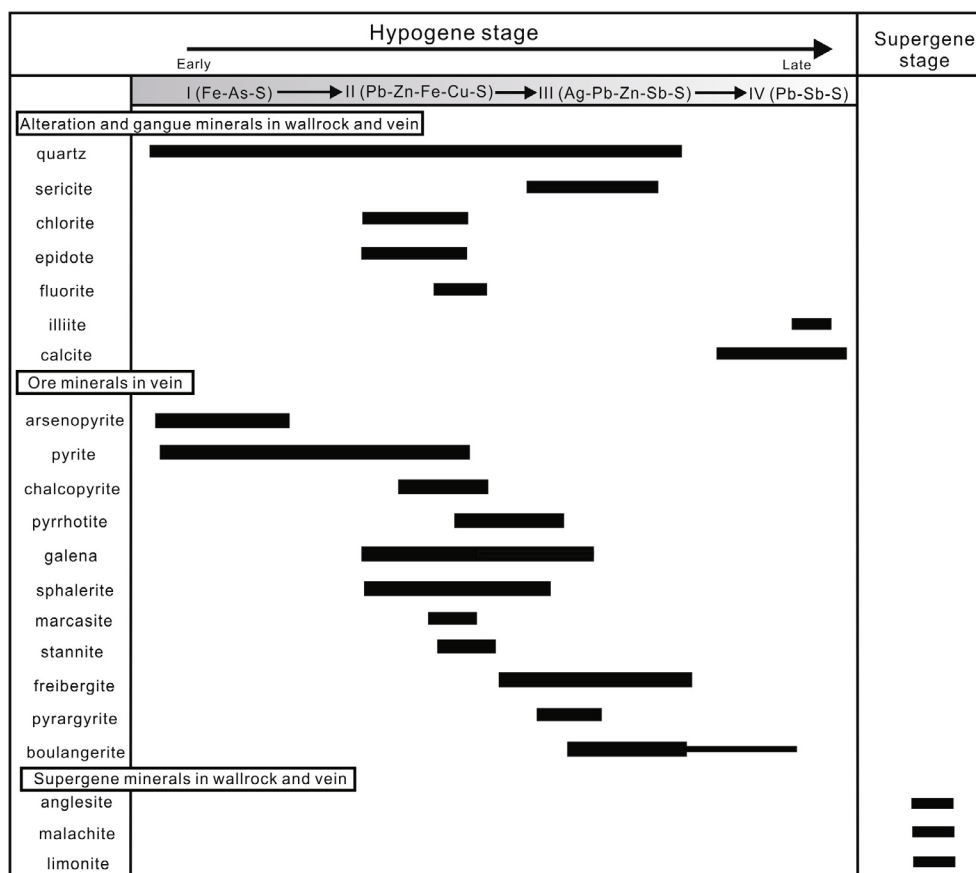 Hypogene stage
Supergene stage
Early
Late
I (Fe-As-S) II (Pb-Zn-Fe-Cu-S) III (Ag-Pb-Zn-Sb-S) IV (Pb-Sb-S)
Alteration and gangue minerals in wallrock and vein
quartz
sericite
chlorite
epidote
fluorite
illiite
calcite
Ore minerals in vein
arsenopyrite
pyrite
chalcopyrite
pyrrhotite
galena
sphalerite
marcasite
stannite
freibergite
pyrargyrite
boulangerite
Supergene minerals in wallrock and vein
anglesite
malachite
limonite